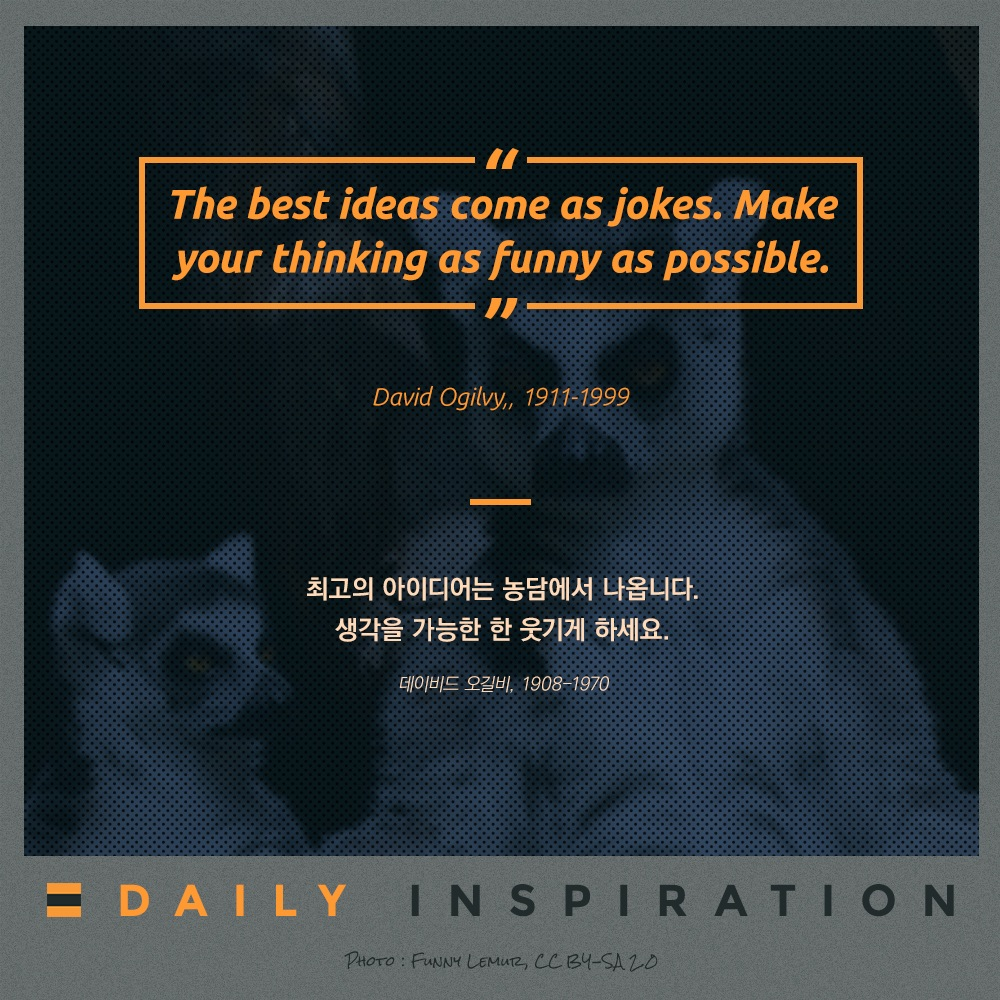 “
The best ideas come as jokes. Make
your thinking as funny as possible.
”
David Ogilvy,, 1911-1999
최고의 아이디어는 농담에서 나옵니다.
생각을 가능한 한 웃기게 하세요.
데이비드 오길비, 1908-1970
DAILY INSPIRATION
Photo : Funny Lemur, CC BY-SA 2.0